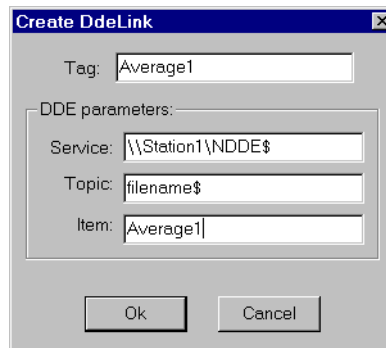 Create DdeLink
Tag: Average1
DDE parameters:
Service: \\Station1\NDDE$
Topic: filename$
Item: Average1
Ok Cancel